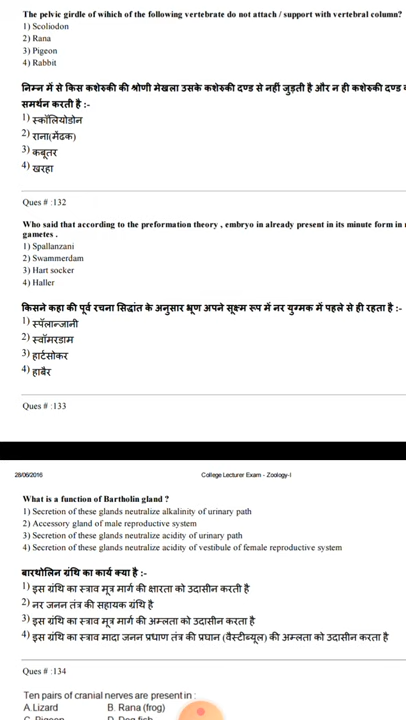 The pelvic girdle of wihich of the following vertebrate do not attach / support with vertebral column?
1) Scoliodon
2) Rana
3) Pigeon
4) Rabbit
निम्न में से किस कशेरुकी की श्रोणी मेखला उसके कशेरुकी दण्ड से नहीं जुड़ती है और न ही कशेरुकी दण्ड
समर्थन करती है :-
1) स्कॉलियोडोन
2) राना(मेंढक)
3) कबूतर
4) खरहा
Ques # :132
Who said that according to the preformation theory , embryo in already present in its minute form in
gametes .
1) Spallanzani
2) Swammerdam
3) Hart socker
4) Haller
किसने कहा की पूर्व रचना सिद्धांत के अनुसार भ्रूण अपने सूक्ष्म रूप में नर युग्मक में पहले से ही रहता है :-
1) स्पॅलान्जानी
2) स्वॉमरडाम
3) हार्टसोकर
4) हाबैर
Ques # :133
28/06/2016 College Lecturer Exam - Zoology-I
What is a function of Bartholin gland ?
1) Secretion of these glands neutralize alkalinity of urinary path
2) Accessory gland of male reproductive system
3) Secretion of these glands neutralize acidity of urinary path
4) Secretion of these glands neutralize acidity of vestibule of female reproductive system
बारथोलिन ग्रंथि का कार्य क्या है :-
1) इस ग्रंथि का स्त्राव मूत्र मार्ग की क्षारता को उदासीन करती है
2) नर जनन तंत्र की सहायक ग्रंथि है
3) इस ग्रंथि का स्त्राव मूत्र मार्ग की अम्लता को उदासीन करता है
4) इस ग्रंथि का स्त्राव मादा जनन प्रधाण तंत्र की प्रघान (वैस्टीब्यूल) की अम्लता को उदासीन करता है
Ques # :134
Ten pairs of cranial nerves are present in :
A.Lizard B. Rana (frog)
C. Pigeon D. Dog fish